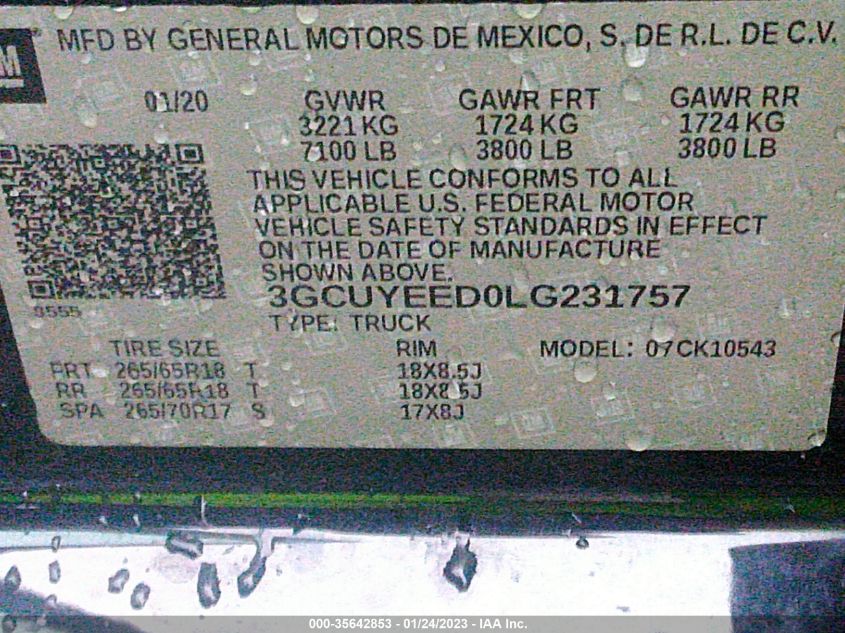 GM
MFD BY GENERAL MOTORS DE MEXICO, S. DE R.L. DE C.V.
01/20 GVWR GAWR FRT GAWR RR
3221 KG 1724 KG 1724 KG
7100 LB 3800 LB 3800 LB
THIS VEHICLE CONFORMS TO ALL
APPLICABLE U.S. FEDERAL MOTOR
VEHICLE SAFETY STANDARDS IN EFFECT
ON THE DATE OF MANUFACTURE
SHOWN ABOVE.
3GCUYEED0LG231757
TYPE: TRUCK
TIRE SIZE RIM MODEL: 07CK10543
FRT 265/65R18 T 18X8.5J
RR 265/65R18 T 18X8.5J
SPA 265/70R17 S 17X8J
000-35642853 - 01/24/2023 - IAA Inc.